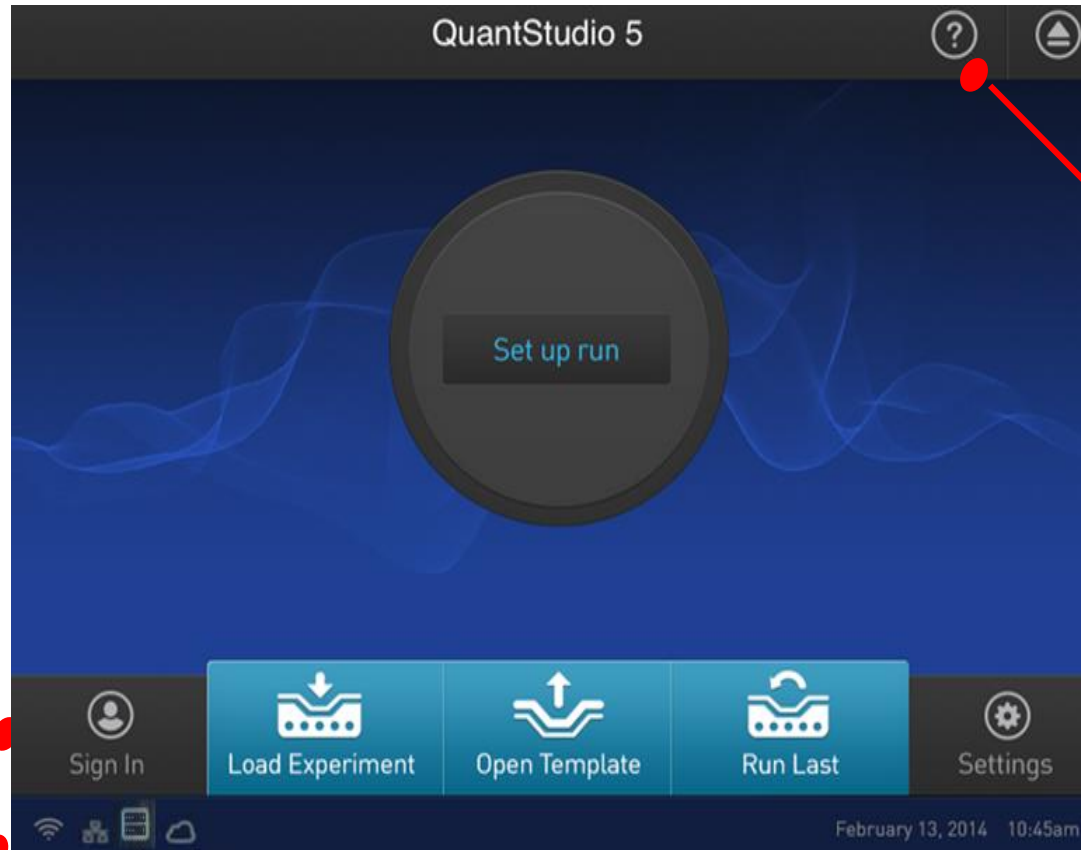 QuantStudio 5
?
Set up run
Sign In
Load Experiment
Open Template
Run Last
Settings
February 13, 2014 10:45am